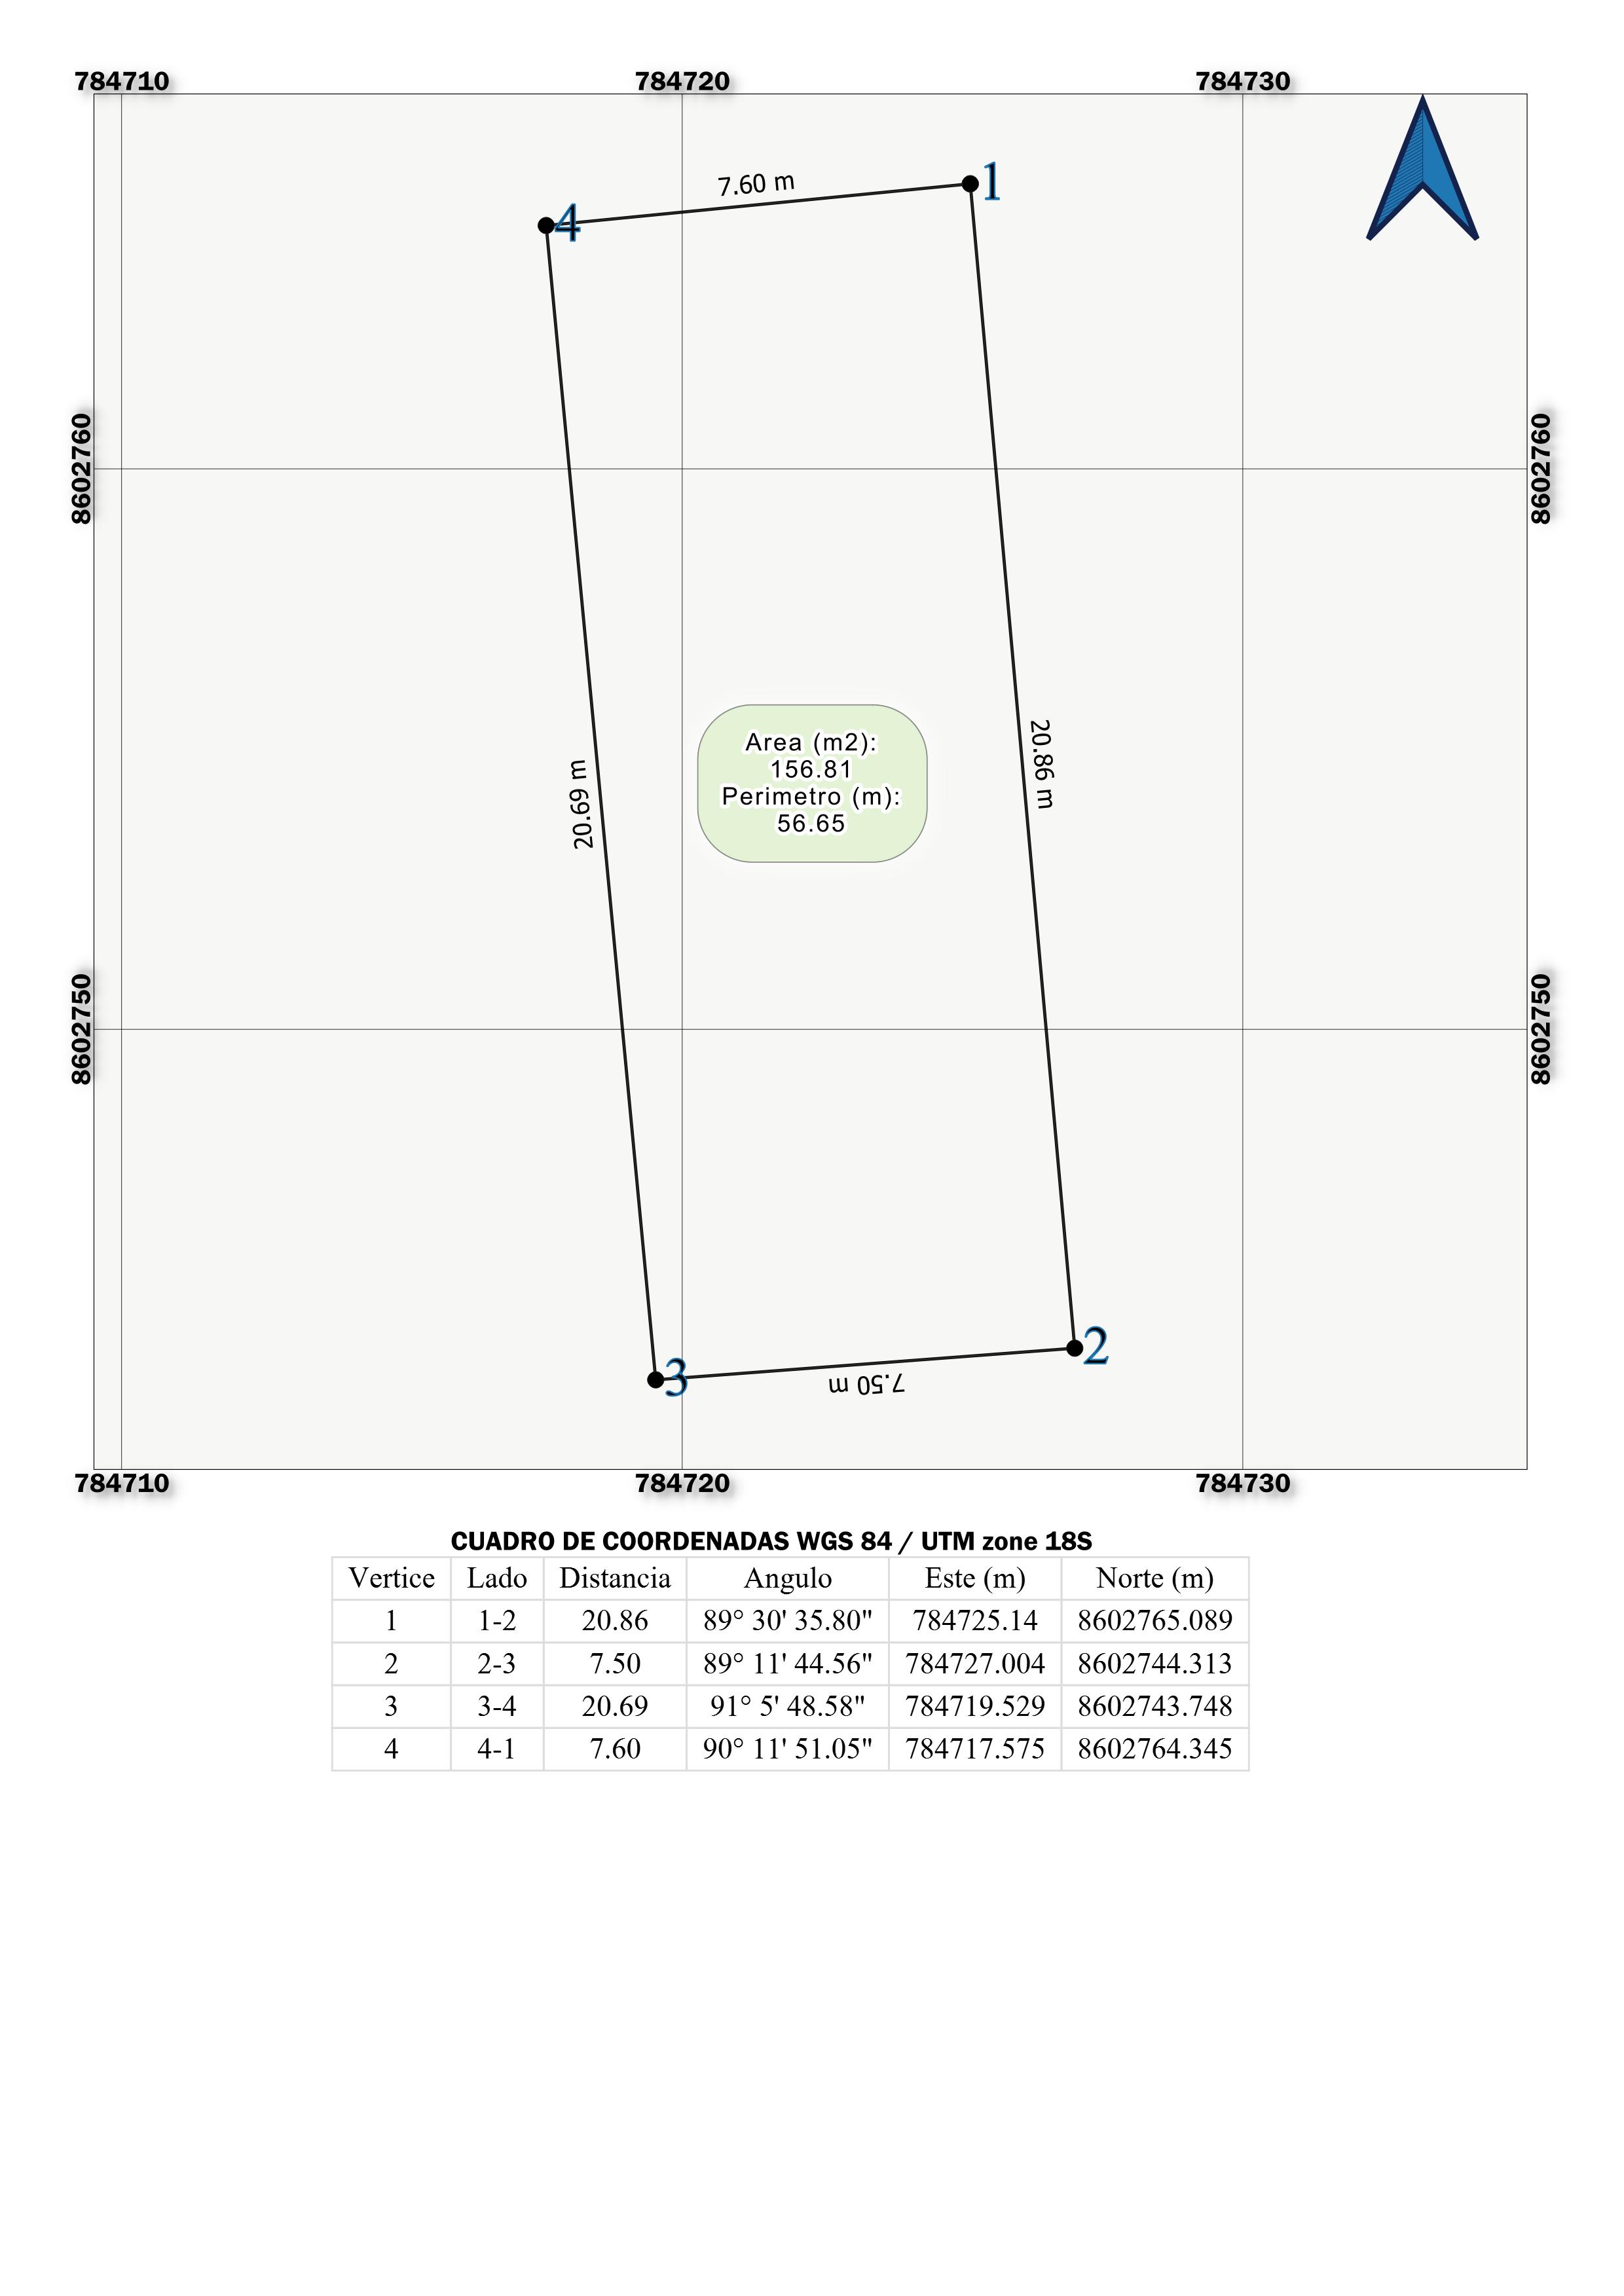 784710 784720 784730
7.60 m
1
4
8602760 8602760
20.69 m
20.86 m
Area (m2):
156.81
Perimetro (m):
56.65
8602750 8602750
2
3
7.50 m
784710 784720 784730
CUADRO DE COORDENADAS WGS 84 / UTM zone 18S
Vertice Lado Distancia Angulo Este (m) Norte (m)
1 1-2 20.86 89° 30' 35.80" 784725.14 8602765.089
2 2-3 7.50 89° 11' 44.56" 784727.004 8602744.313
3 3-4 20.69 91° 5' 48.58" 784719.529 8602743.748
4 4-1 7.60 90° 11' 51.05" 784717.575 8602764.345